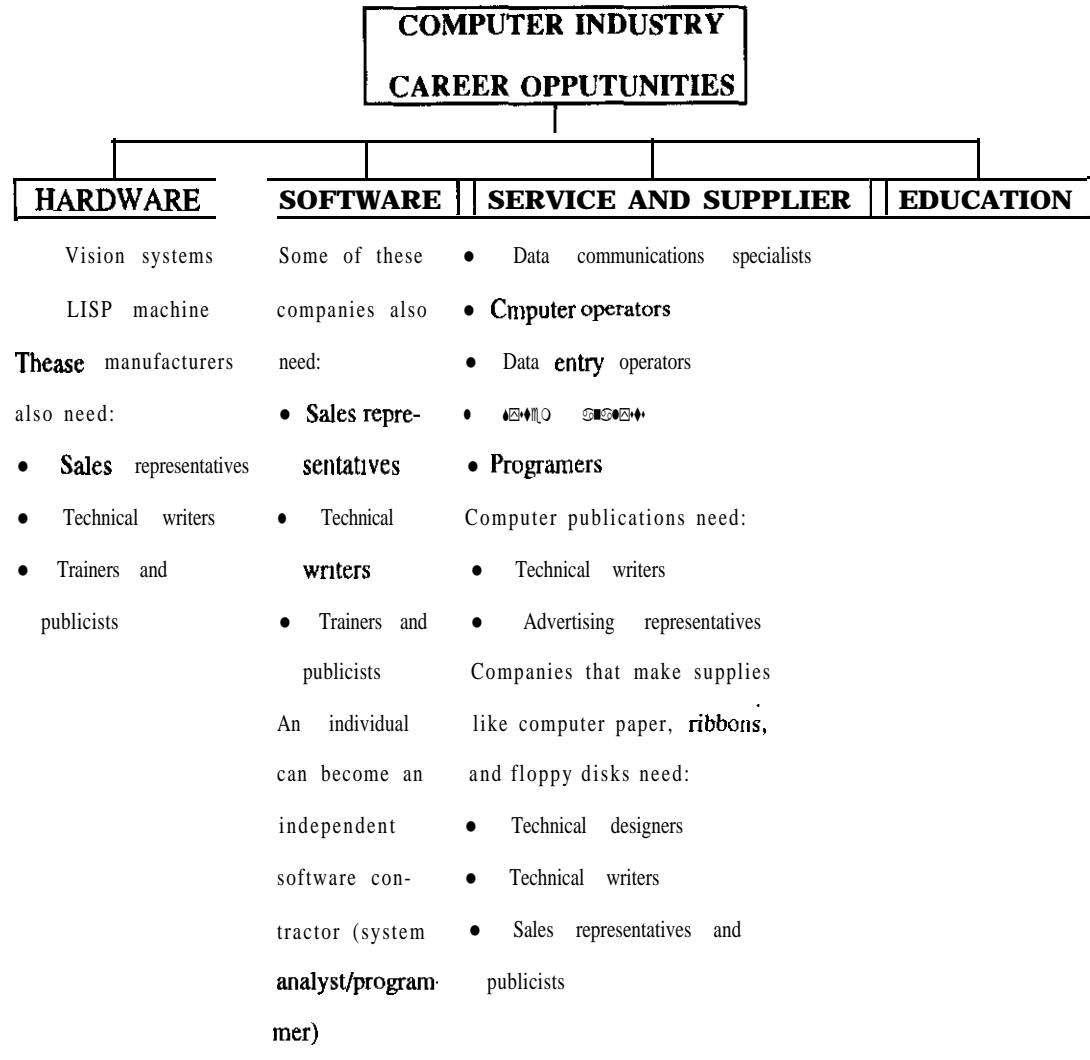 COMPUTER INDUSTRY
CAREER OPPUTUNITIES
HARDWARE
Vision systems
LISP machine
Thease manufacturers
also need:
• Sales representatives
• Technical writers
• Trainers and
publicists
SOFTWARE
Some of these
companies also
need:
• Sales repre-
sentatives
• Technical
writers
• Trainers and
publicists
An individual
can become an
independent
software con-
tractor (system
analyst/program-
mer)
SERVICE AND SUPPLIER
• Data communications specialists
• Cmputer operators
• Data entry operators
•
• Programers
Computer publications need:
• Technical writers
• Advertising representatives
Companies that make supplies
like computer paper, ribbons,
and floppy disks need:
• Technical designers
• Technical writers
• Sales representatives and
publicists
EDUCATION